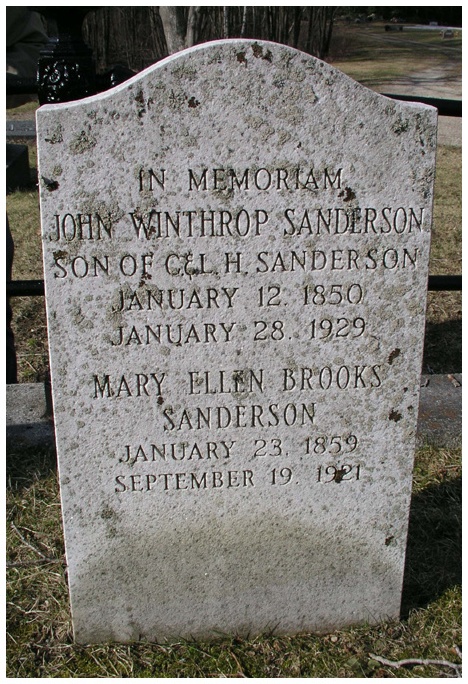 IN MEMORIAM
JOHN WINTHROP SANDERSON
SON OF C.& L. H. SANDERSON
JANUARY 12. 1850
JANUARY 28. 1929
MARY ELLEN BROOKS
SANDERSON
JANUARY 23. 1859
SEPTEMBER 19. 1921